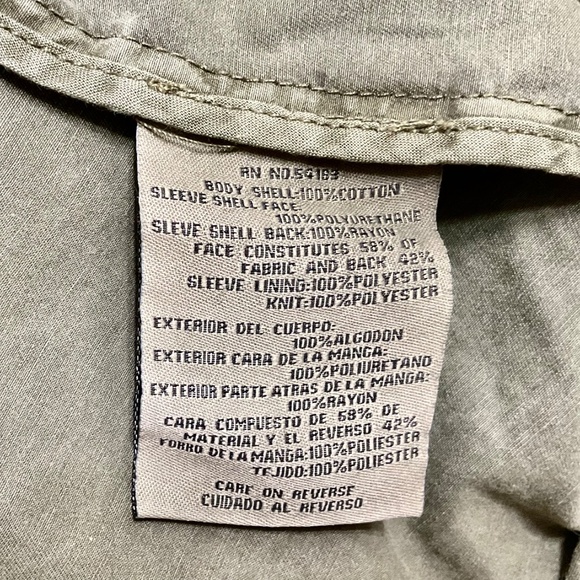 RN NO.54163
BODY SHELL:100%COTTON
SLEEVE SHELL FACE:
100%POLYURETHANE
SLEVE SHELL BACK:100%RAYON
FACE CONSTITUTES 58% OF
FABRIC AND BACK 42%
SLEEVE LINING:100%POLYESTER
KNIT:100%POLYESTER
EXTERIOR DEL CUERPO:
100%ALGODON
EXTERIOR CARA DE LA MANGA:
100%POLIURETANO
EXTERIOR PARTE ATRAS DE LA MANGA:
100%RAYON
CARA COMPUESTO DE 58% DE
MATERIAL Y EL REVERSO 42%
FORRO DE LA MANGA:100%POLIESTER
TEJIDO:100%POLIESTER
CARE ON REVERSE
CUIDADO AL REVERSO